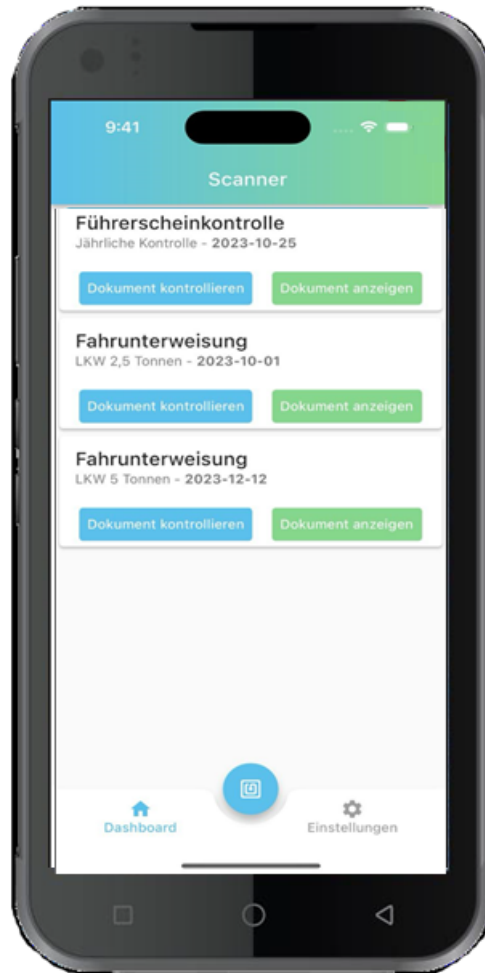 9:41
Scanner
Führerscheinkontrolle
Jährliche Kontrolle - 2023-10-25
Dokument kontrollieren Dokument anzeigen
Fahrunterweisung
LKW 2,5 Tonnen - 2023-10-01
Dokument kontrollieren Dokument anzeigen
Fahrunterweisung
LKW 5 Tonnen - 2023-12-12
Dokument kontrollieren Dokument anzeigen
Dashboard Einstellungen